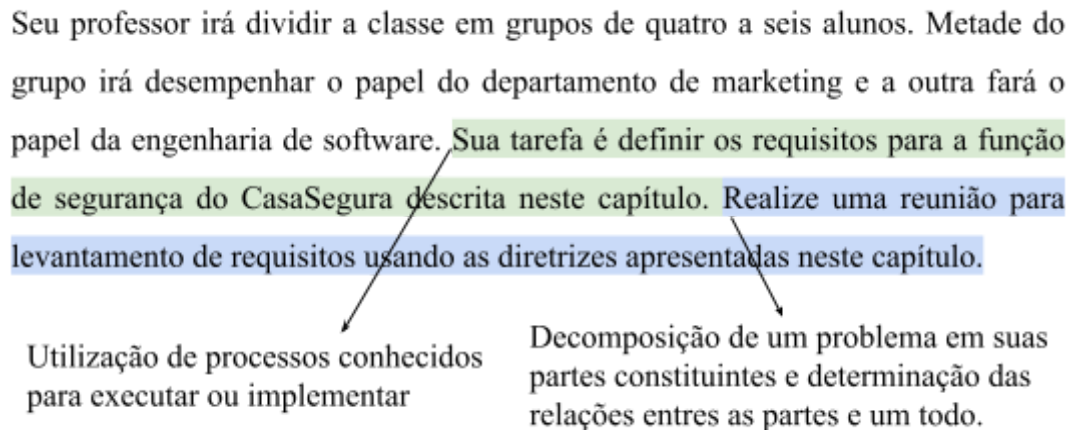 Seu professor irá dividir a classe em grupos de quatro a seis alunos. Metade do
grupo irá desempenhar o papel do departamento de marketing e a outra fará o
papel da engenharia de software. Sua tarefa é definir os requisitos para a função
de segurança do CasaSegura descrita neste capítulo. Realize uma reunião para
levantamento de requisitos usando as diretrizes apresentadas neste capítulo.
Utilização de processos conhecidos
para executar ou implementar
Decomposição de um problema em suas
partes constituintes e determinação das
relações entres as partes e um todo.